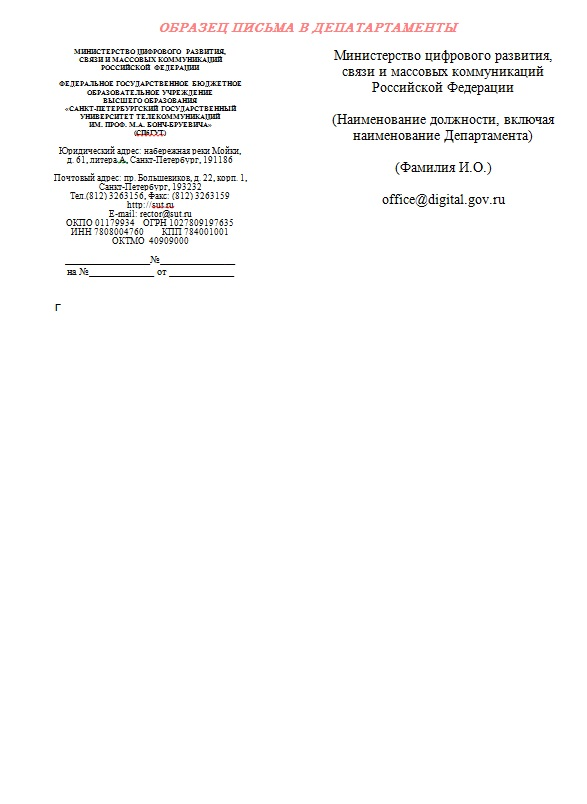 ОБРАЗЕЦ ПИСЬМА В ДЕПАТАРТАМЕНТЫ
МИНИСТЕРСТВО ЦИФРОВОГО РАЗВИТИЯ,
СВЯЗИ И МАССОВЫХ КОММУНИКАЦИЙ
РОССИЙСКОЙ ФЕДЕРАЦИИ
ФЕДЕРАЛЬНОЕ ГОСУДАРСТВЕННОЕ БЮДЖЕТНОЕ
ОБРАЗОВАТЕЛЬНОЕ УЧРЕЖДЕНИЕ
ВЫСШЕГО ОБРАЗОВАНИЯ
«САНКТ-ПЕТЕРБУРГСКИЙ ГОСУДАРСТВЕННЫЙ
УНИВЕРСИТЕТ ТЕЛЕКОММУНИКАЦИЙ
ИМ. ПРОФ. М.А. БОНЧ-БРУЕВИЧА»
(СПбГУТ)
Юридический адрес: набережная реки Мойки,
д. 61, литера.А, Санкт-Петербург, 191186
Почтовый адрес: пр. Большевиков, д. 22, корп. 1,
Санкт-Петербург, 193232
Тел.(812) 3263156, Факс: (812) 3263159
http://sut.ru
E-mail: rector@sut.ru
ОКПО 01179934 ОГРН 1027809197635
ИНН 7808004760 КПП 784001001
ОКТМО 40909000
__________________№________________
на №______________ от ______________
Министерство цифрового развития,
связи и массовых коммуникаций
Российской Федерации
(Наименование должности, включая
наименование Департамента)
(Фамилия И.О.)
office@digital.gov.ru
Г